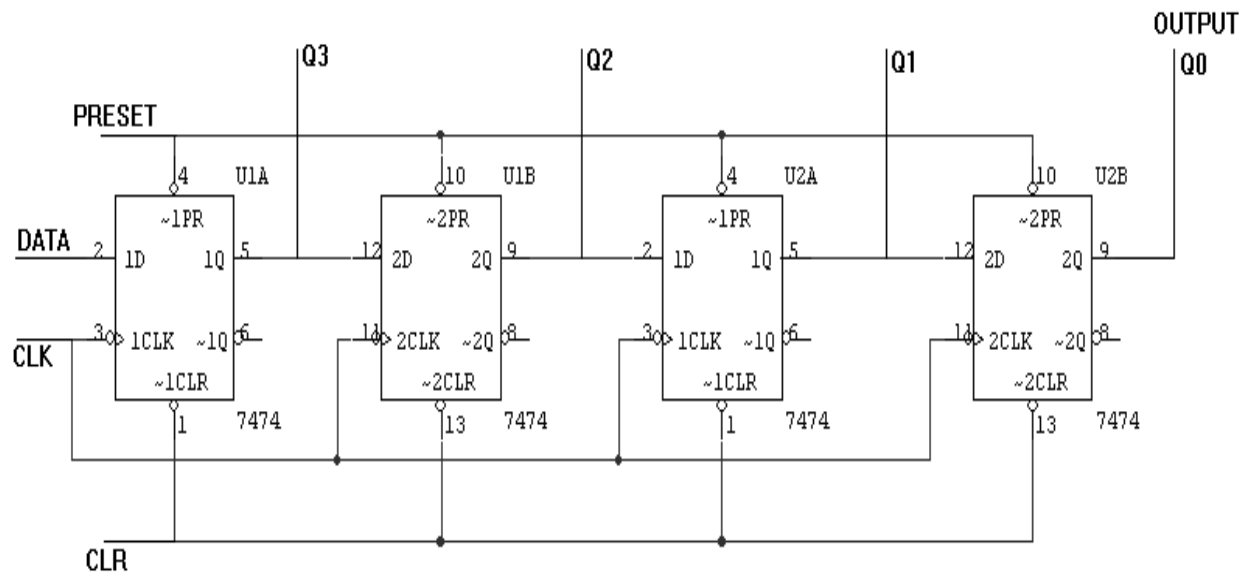 OUTPUT
Q3 Q2 Q1 Q0
PRESET
4 U1A 10 U1B 4 U2A 10 U2B
~1PR ~2PR ~1PR ~2PR
DATA 2 1D 1Q 5 12 2D 2Q 9 2 1D 1Q 5 12 2D 2Q 9
CLK 3 1CLK ~1Q 6 11 2CLK ~2Q 8 3 1CLK ~1Q 6 11 2CLK ~2Q 8
~1CLR ~2CLR ~1CLR ~2CLR
1 7474 13 7474 1 7474 13 7474
CLR